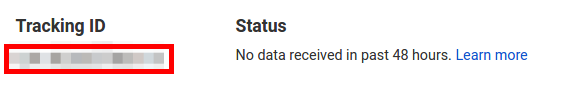 Tracking ID Status
No data received in past 48 hours. Learn more